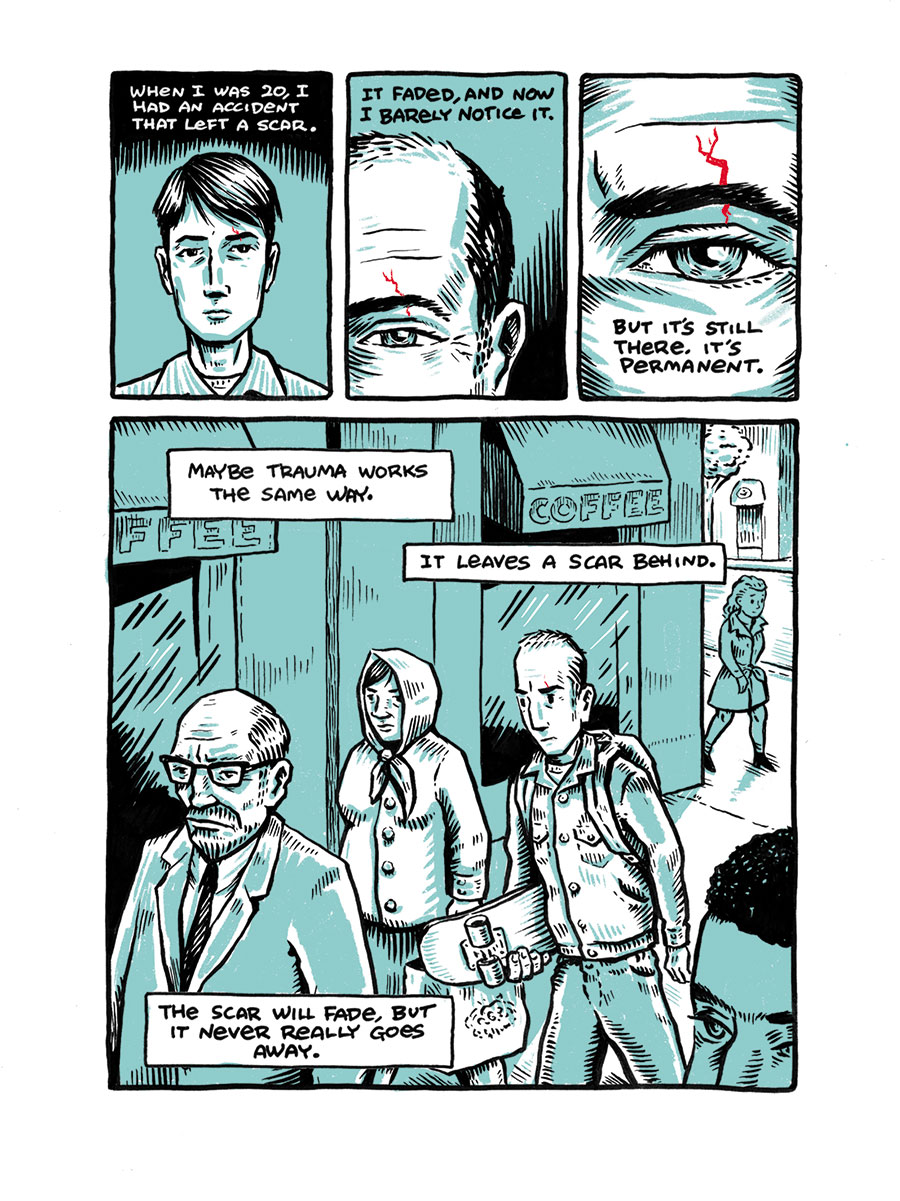 WHEN I WAS 20, I
HAD AN ACCIDENT
THAT LEFT A SCAR.
IT FADED, AND NOW
I BARELY NOTICE IT.
BUT IT'S STILL
THERE. IT'S
PERMANENT.
MAYBE TRAUMA WORKS
THE SAME WAY.
FFEE
COFFEE
IT LEAVES A SCAR BEHIND.
THE SCAR WILL FADE, BUT
IT NEVER REALLY GOES
AWAY.